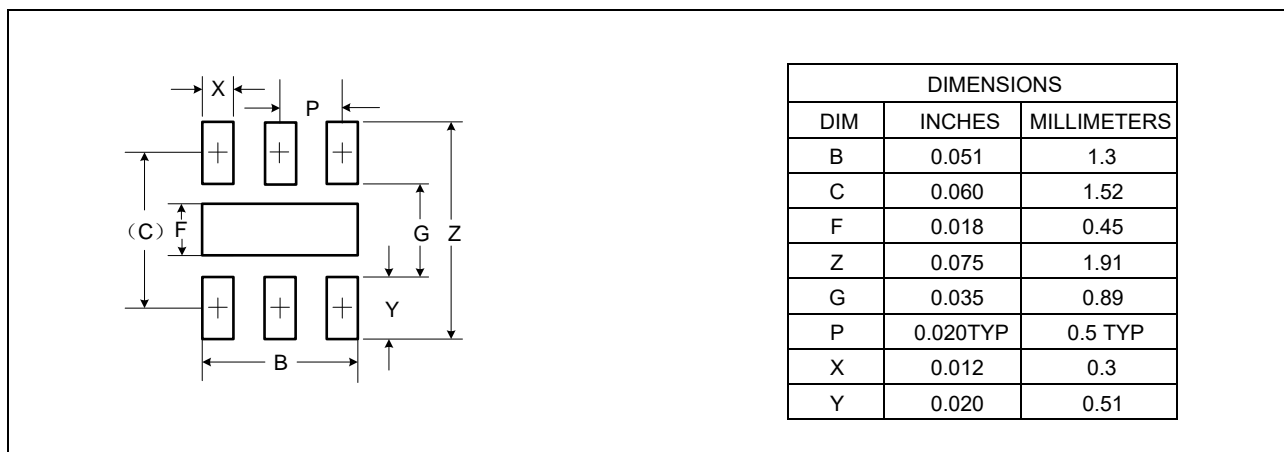 X
P
（C） F
G Z
Y
B
DIMENSIONS
DIM INCHES MILLIMETERS
B 0.051 1.3
C 0.060 1.52
F 0.018 0.45
Z 0.075 1.91
G 0.035 0.89
P 0.020TYP 0.5 TYP
X 0.012 0.3
Y 0.020 0.51